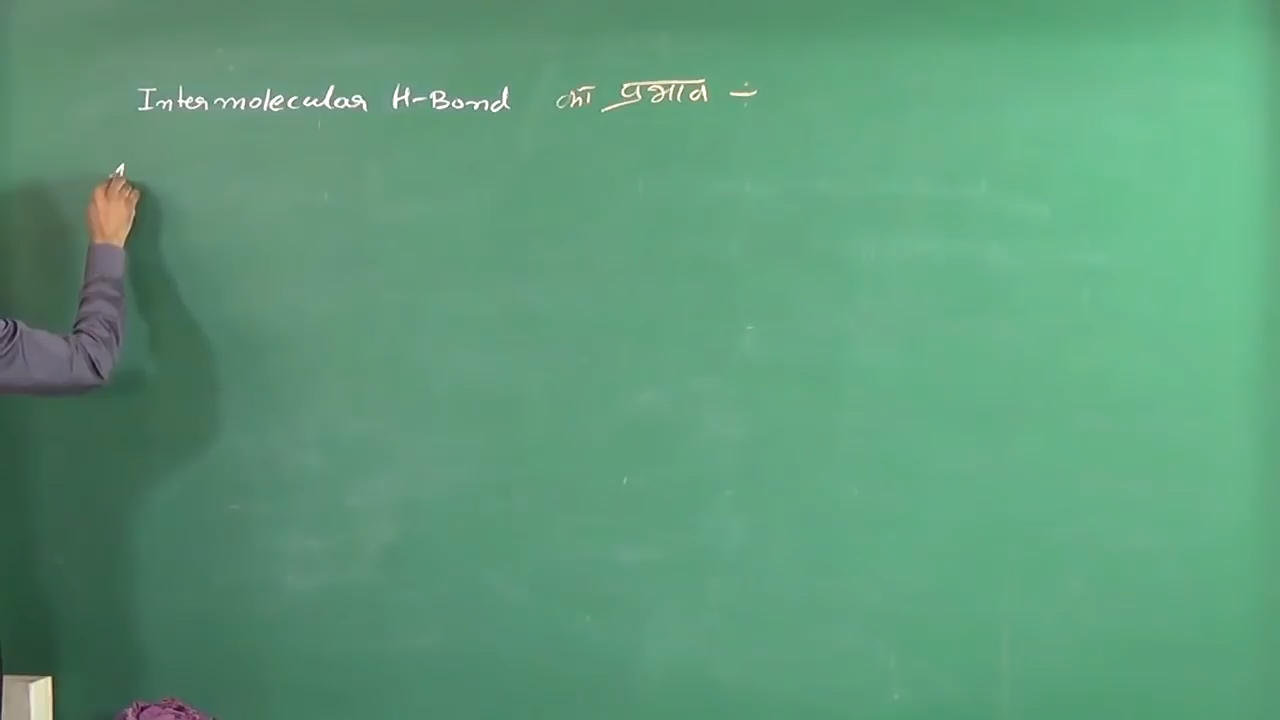 Intermolecular H-Bond का प्रभाव ÷